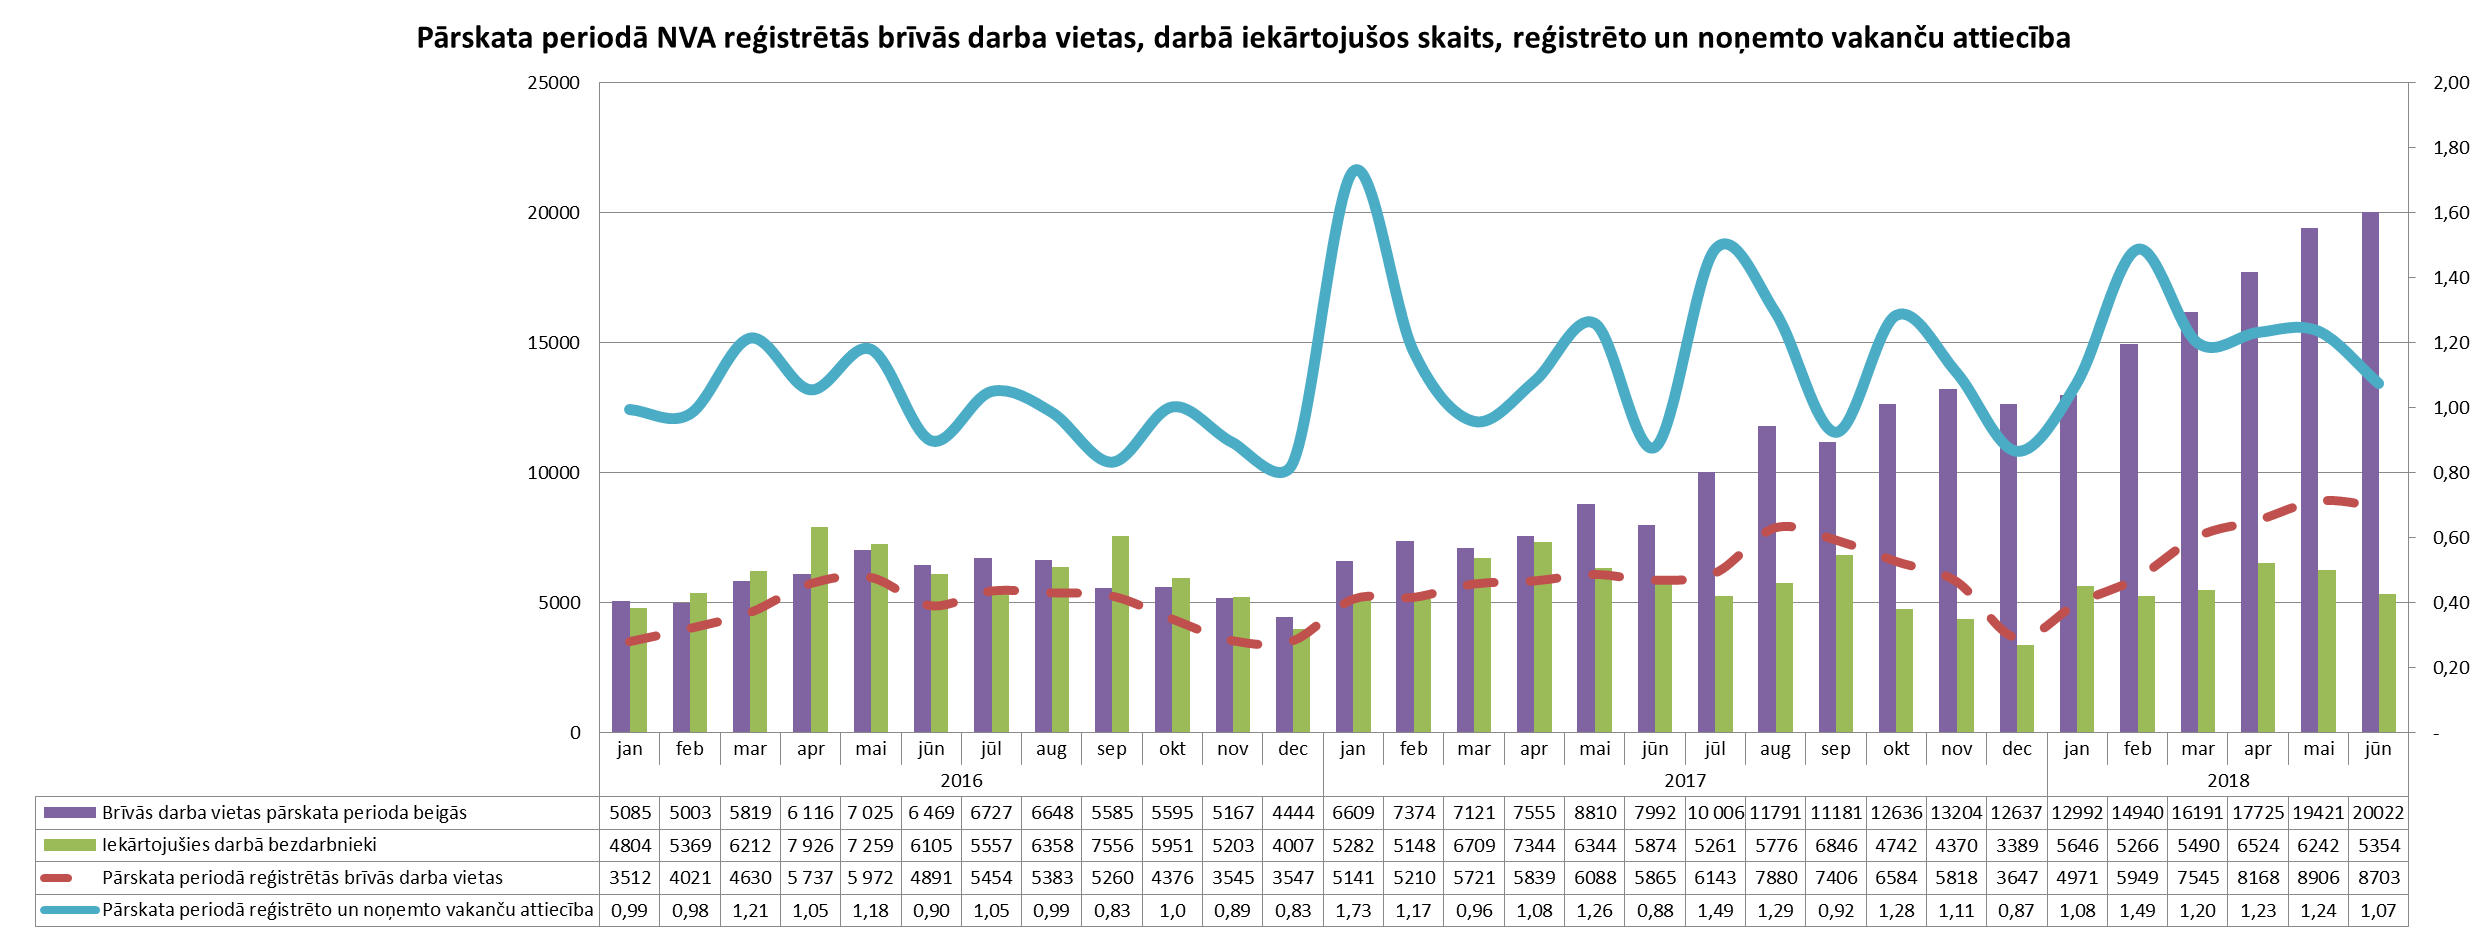 Pārskata periodā NVA reģistrētās brīvās darba vietas, darbā iekārtojušos skaits, reģistrēto un noņemto vakanču attiecība
25000 2,00
1,80
20000 1,60
1,40
15000 1,20
1,00
10000 0,80
0,60
5000 0,40
0,20
0 -
jan feb mar apr mai jūn jūl aug sep okt nov dec jan feb mar apr mai jūn jūl aug sep okt nov dec jan feb mar apr mai jūn
2016 2017 2018
Brīvās darba vietas pārskata perioda beigās 5085 5003 5819 6 116 7 025 6 469 6727 6648 5585 5595 5167 4444 6609 7374 7121 7555 8810 7992 10 006 11791 11181 12636 13204 12637 12992 14940 16191 17725 19421 20022
Iekārtojušies darbā bezdarbnieki 4804 5369 6212 7 926 7 259 6105 5557 6358 7556 5951 5203 4007 5282 5148 6709 7344 6344 5874 5261 5776 6846 4742 4370 3389 5646 5266 5490 6524 6242 5354
Pārskata periodā reģistrētās brīvās darba vietas 3512 4021 4630 5 737 5 972 4891 5454 5383 5260 4376 3545 3547 5141 5210 5721 5839 6088 5865 6143 7880 7406 6584 5818 3647 4971 5949 7545 8168 8906 8703
Pārskata periodā reģistrēto un noņemto vakanču attiecība 0,99 0,98 1,21 1,05 1,18 0,90 1,05 0,99 0,83 1,0 0,89 0,83 1,73 1,17 0,96 1,08 1,26 0,88 1,49 1,29 0,92 1,28 1,11 0,87 1,08 1,49 1,20 1,23 1,24 1,07